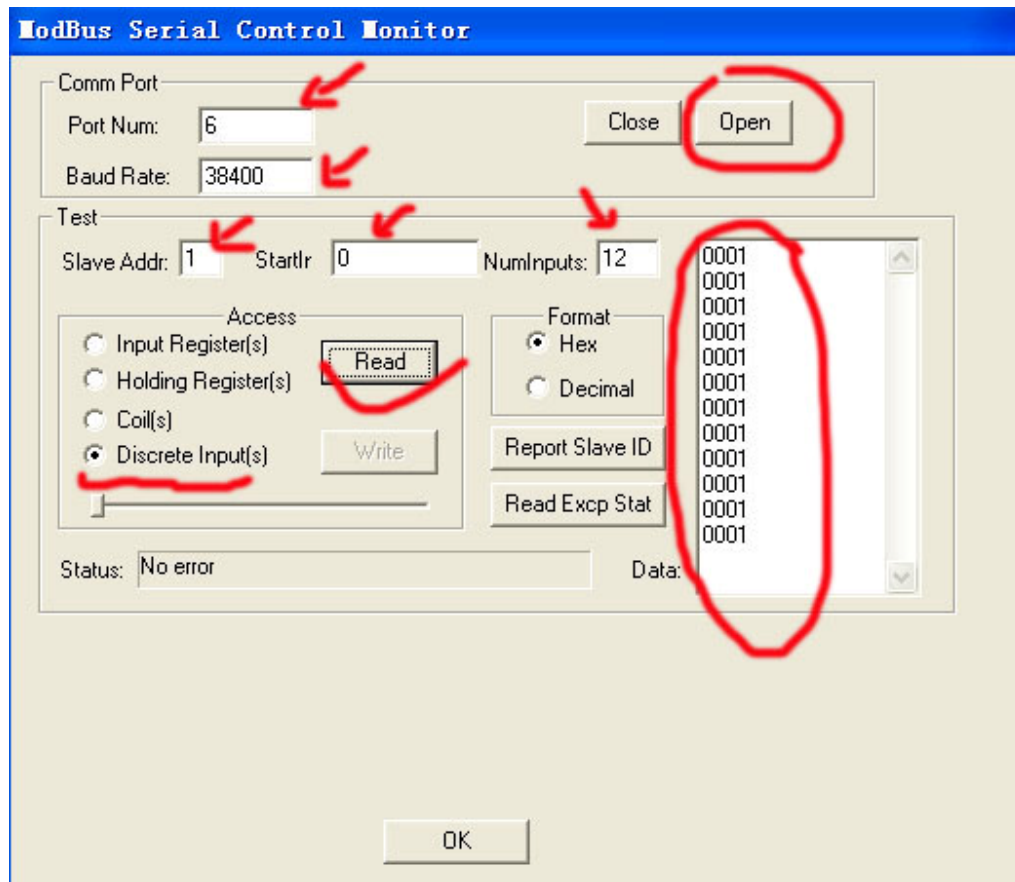 ModBus Serial Control Monitor
Comm Port
Port Num: 6
Close
Open
Baud Rate: 38400
Test
Slave Addr: 1
StartIr 0
NumInputs: 12
0001
0001
0001
0001
0001
0001
0001
0001
0001
0001
0001
0001
Access
Input Register(s)
Holding Register(s)
Coil(s)
Discrete Input(s)
Read
Write
Format
Hex
Decimal
Report Slave ID
Read Excp Stat
Status: No error
Data:
OK